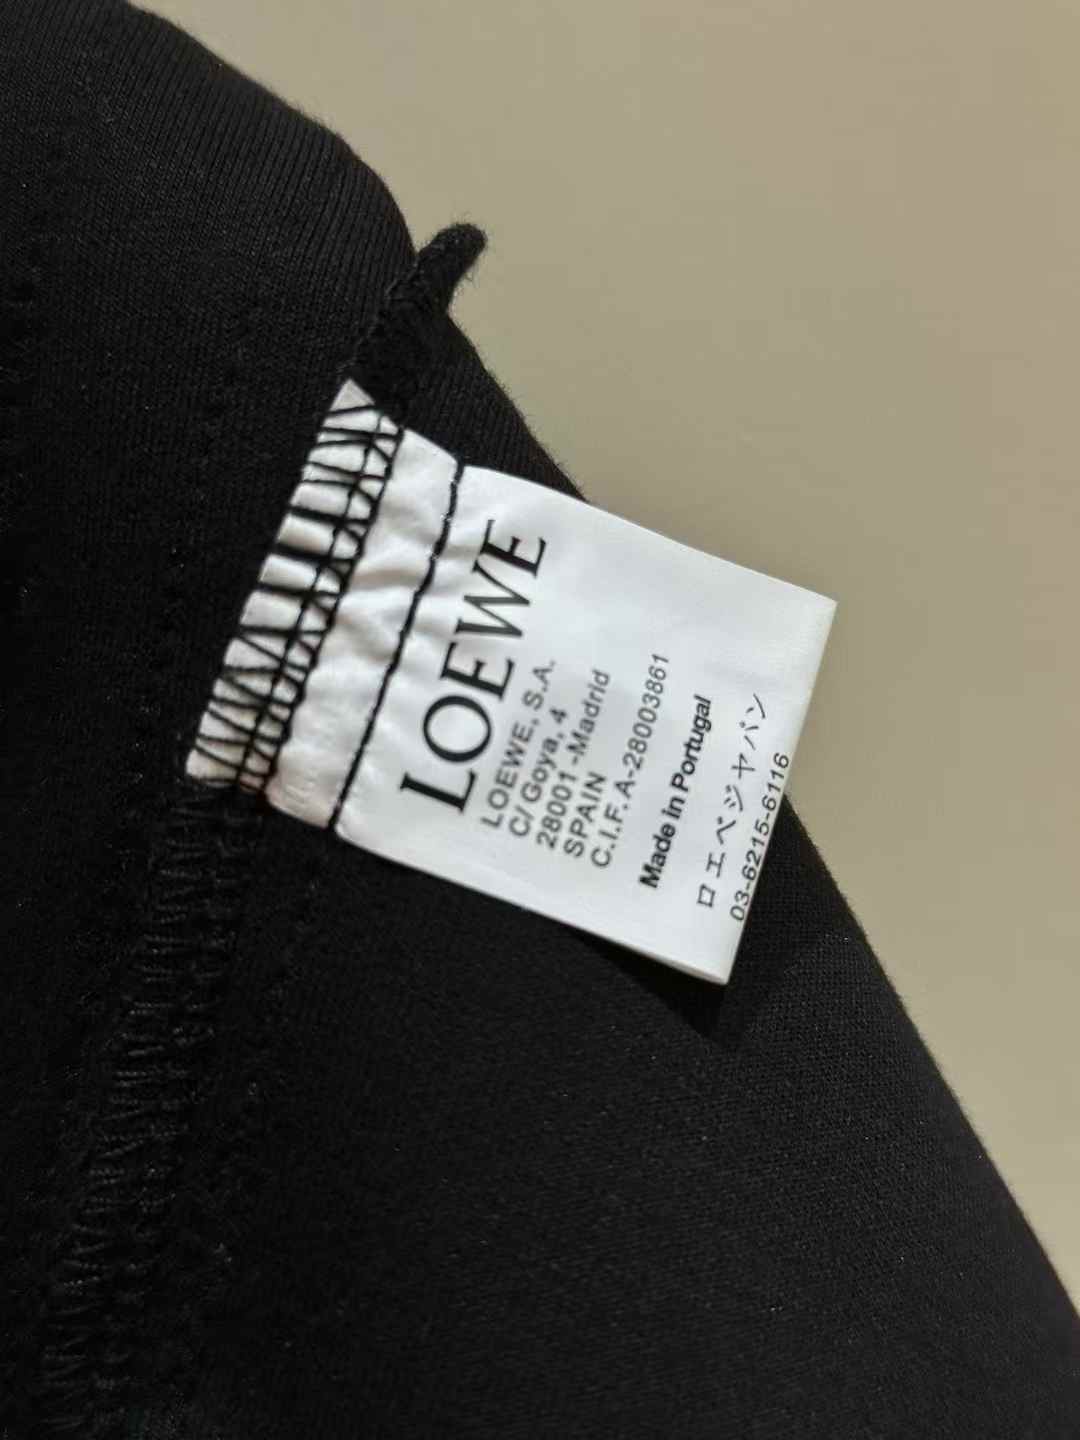 LOEWE
LOEWE, S.A.
C/ Goya, 4
28001 -Madrid
SPAIN
C.I.F. A-28003861
Made in Portugal
ロエベジャパン
03-6215-6116